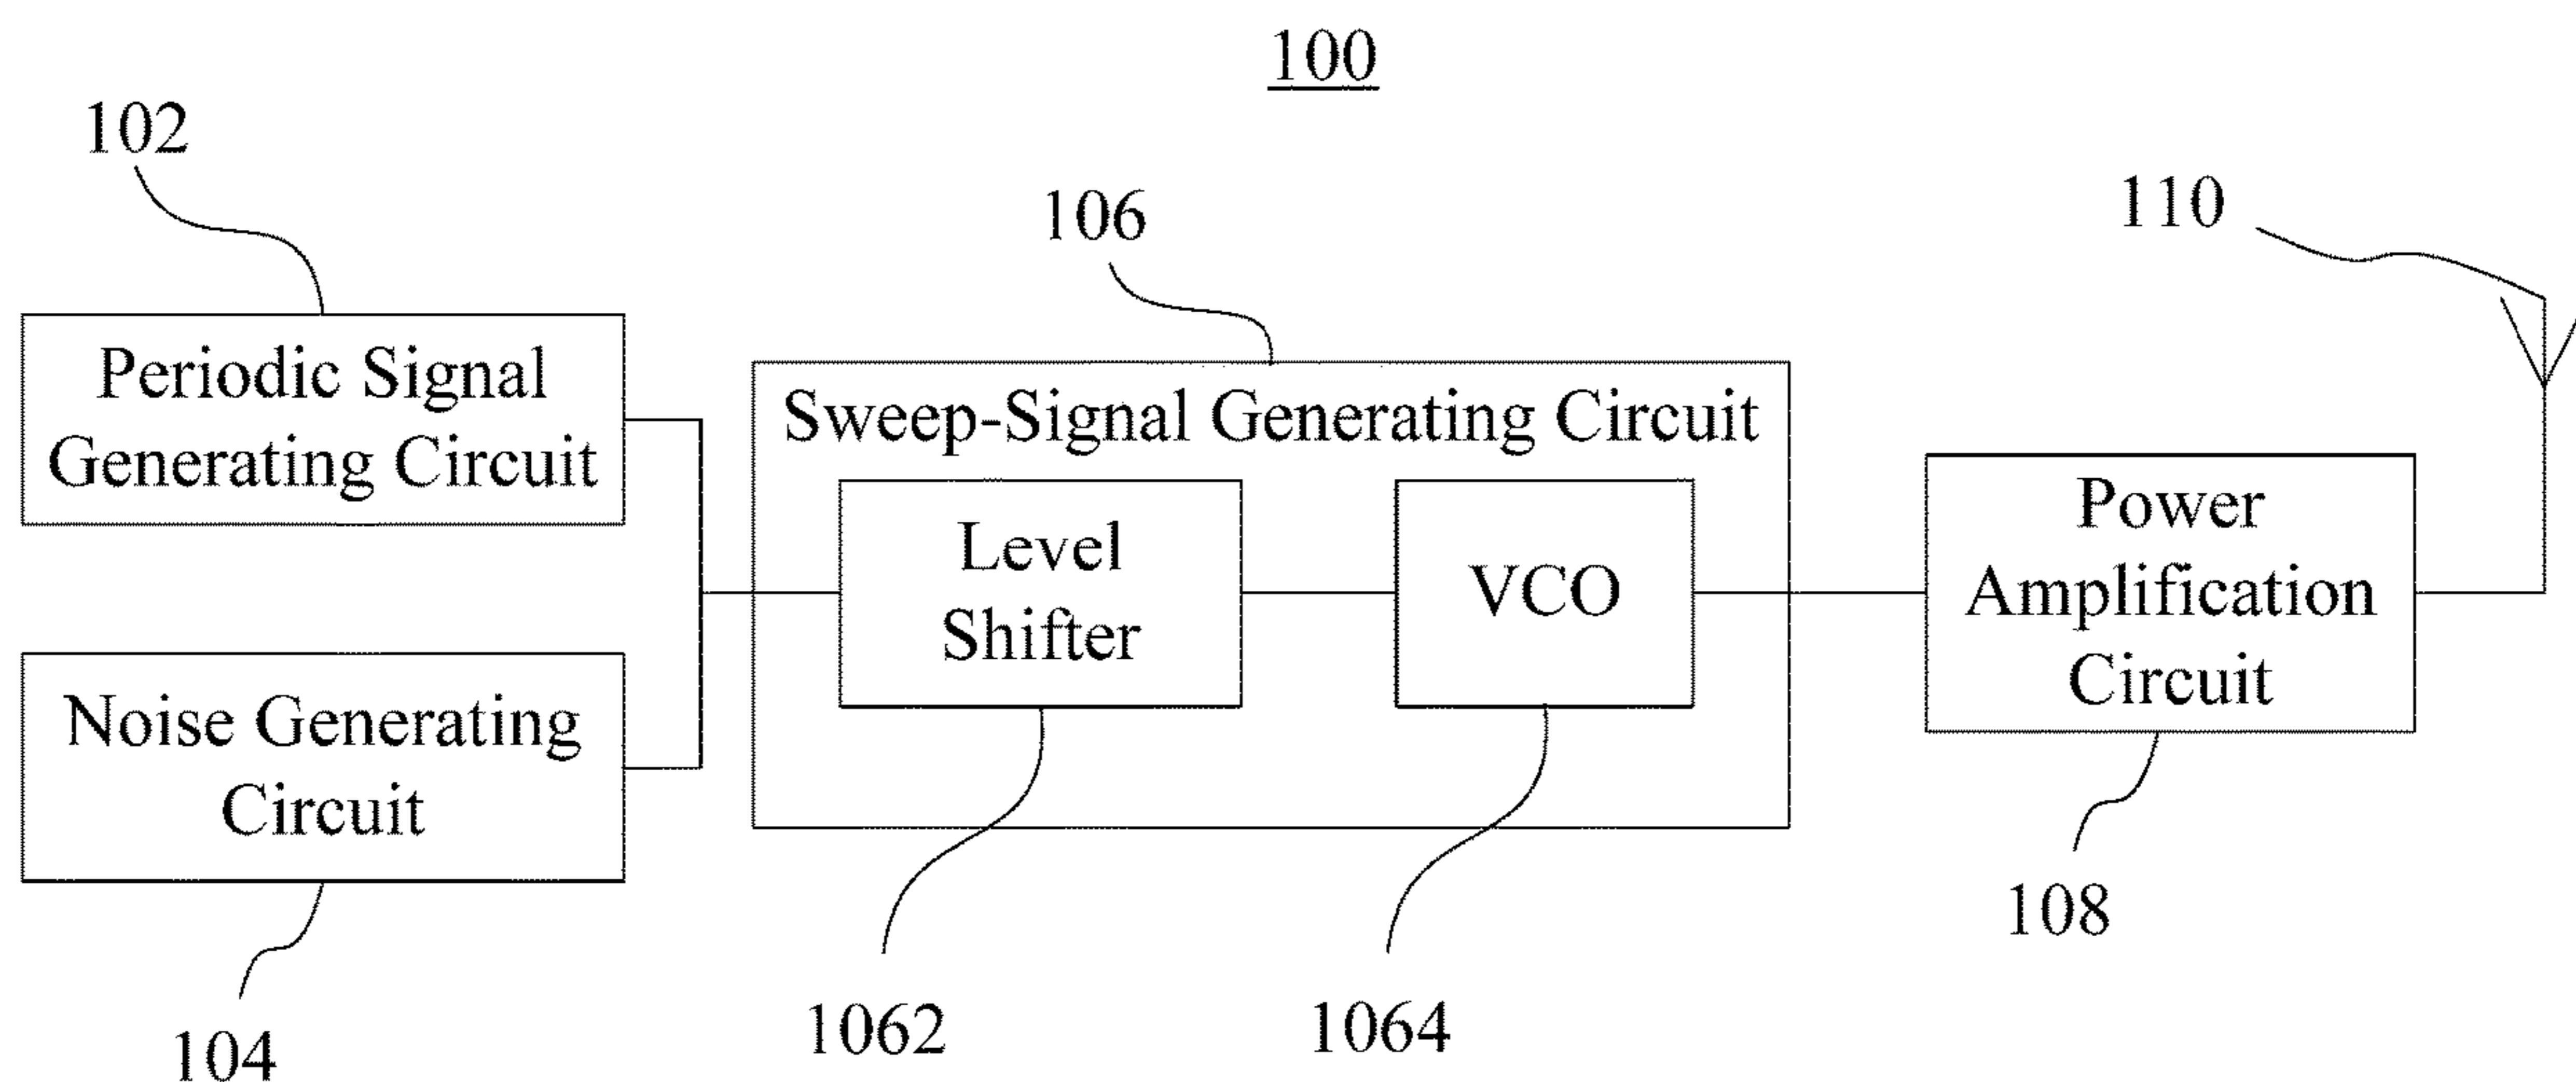 100
102
106
110
Periodic Signal
Generating Circuit
Sweep-Signal Generating Circuit
Level
Shifter
VCO
Power
Amplification
Circuit
Noise Generating
Circuit
108
104
1062
1064